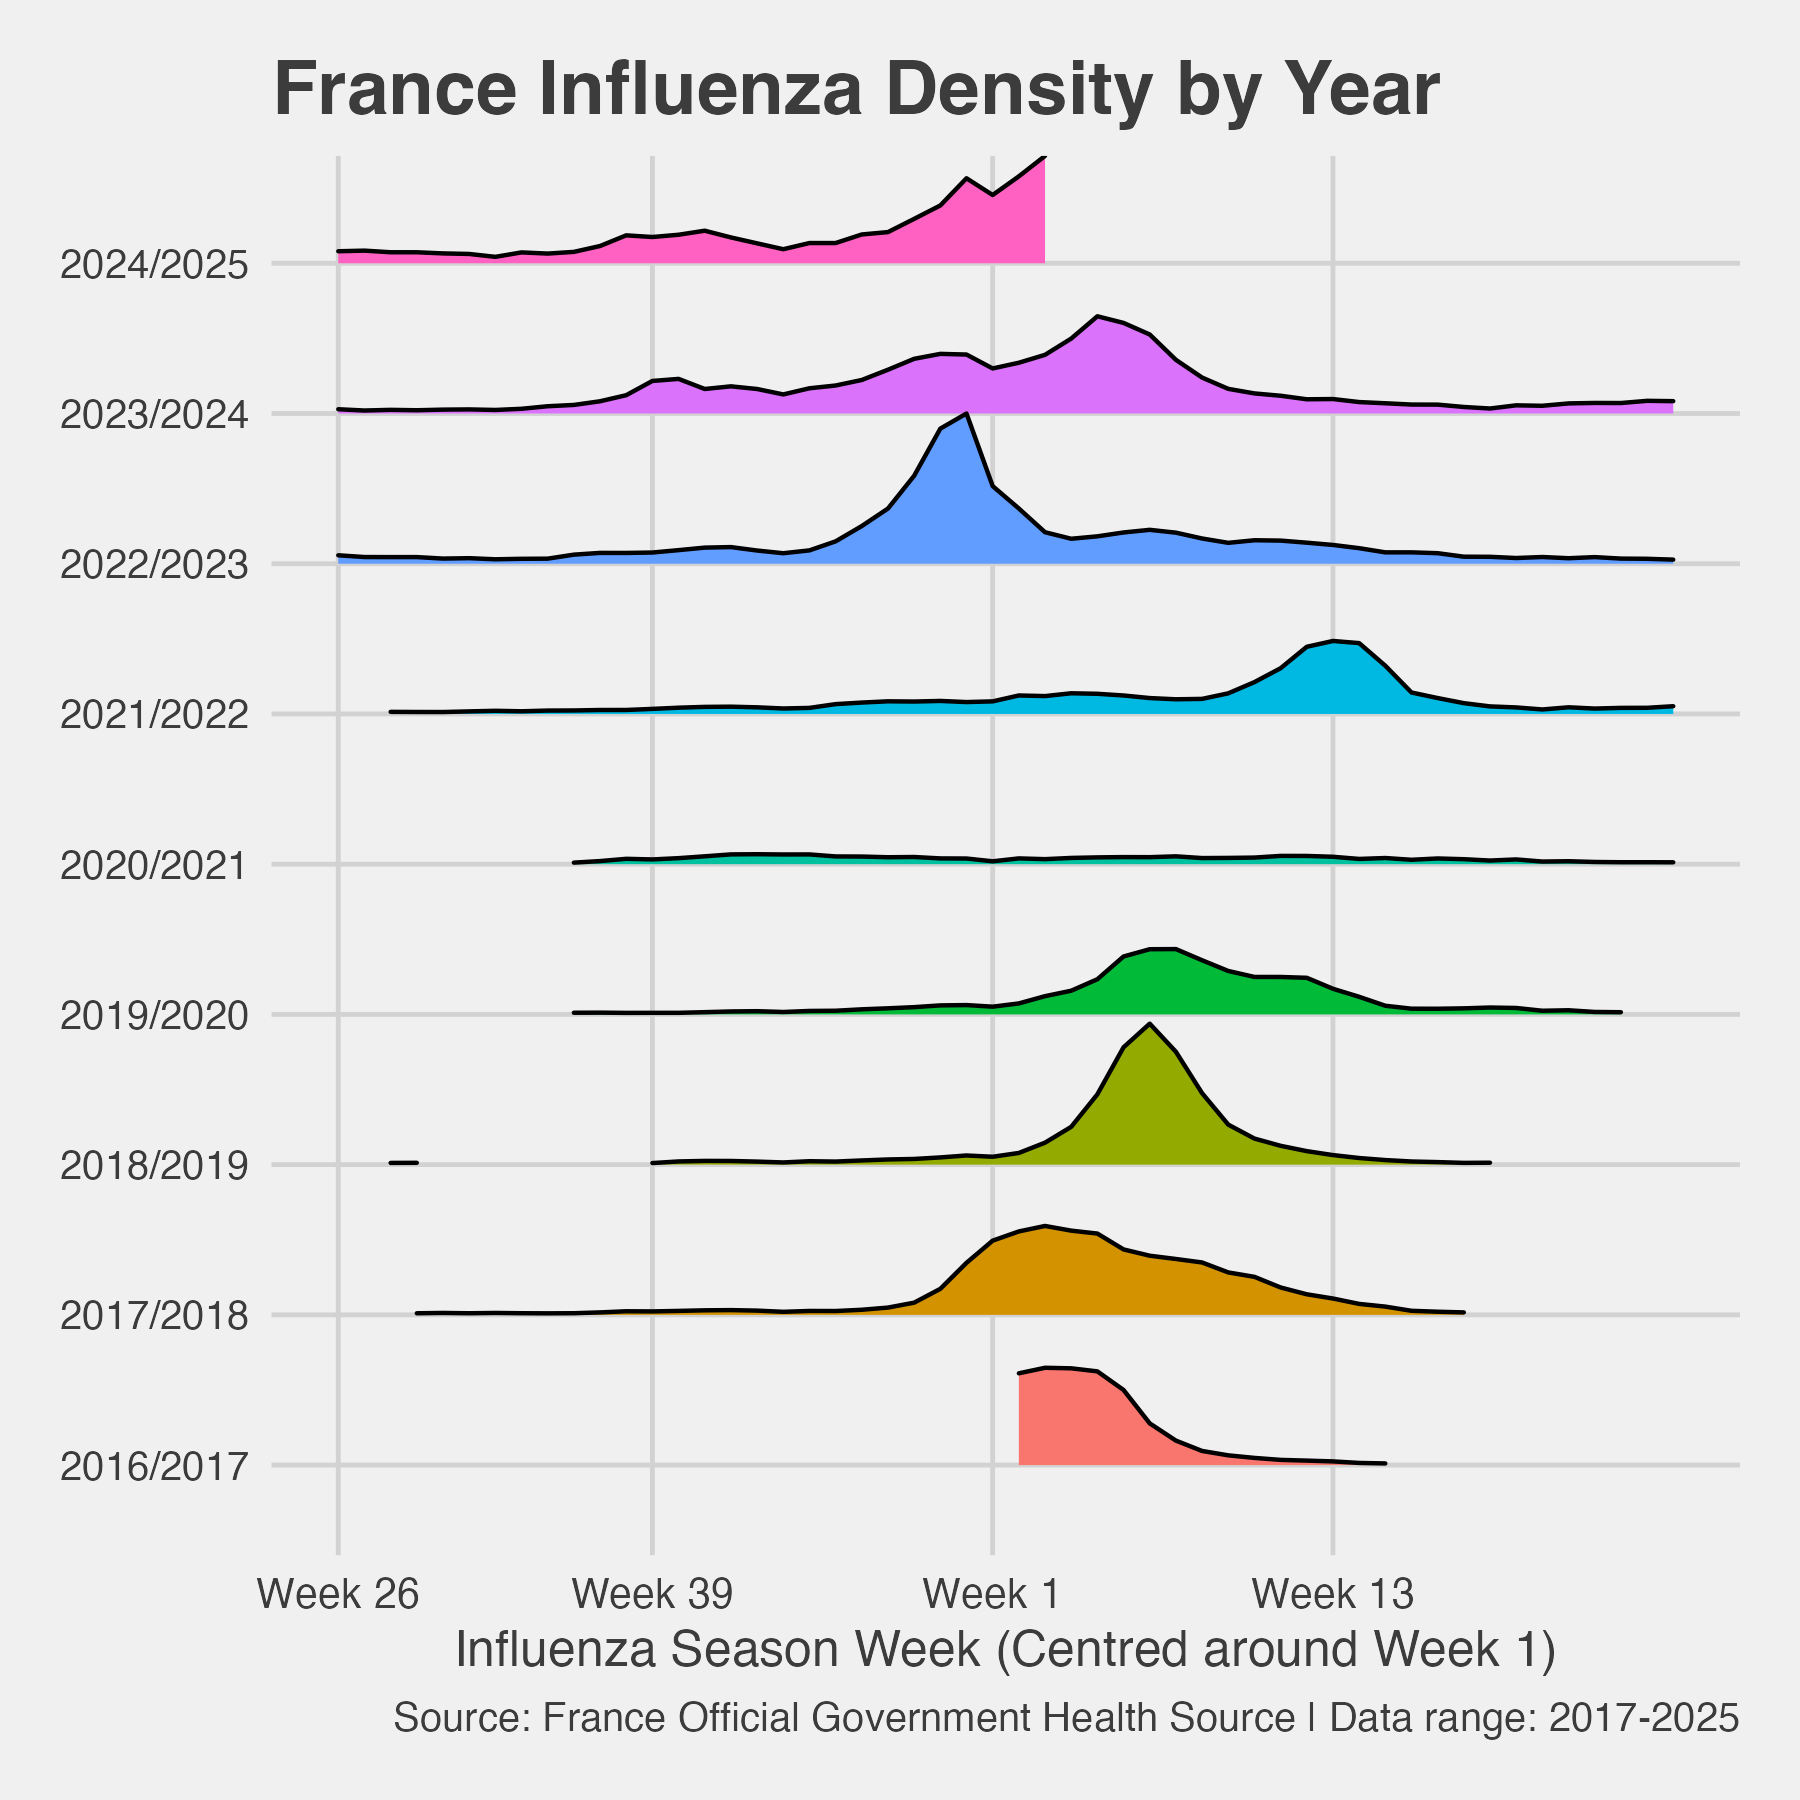 France Influenza Density by Year
2024/2025
2023/2024
2022/2023
2021/2022
2020/2021
2019/2020
2018/2019
2017/2018
2016/2017
Week 26
Week 39
Week 1
Week 13
Influenza Season Week (Centred around Week 1)
Source: France Official Government Health Source | Data range: 2017-2025